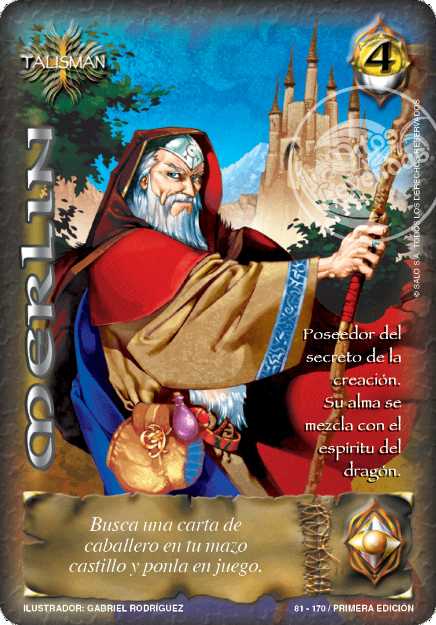 TALISMAN
4
MERLIN
© SALO S.A. TODOS LOS DERECHOS RESERVADOS
Poseedor del
secreto de la
creación.
Su alma se
mezcla con el
espíritu del
dragón.
Busca una carta de
caballero en tu mazo
castillo y ponla en juego.
ILUSTRADOR: GABRIEL RODRÍGUEZ
81 - 170 / PRIMERA EDICIÓN